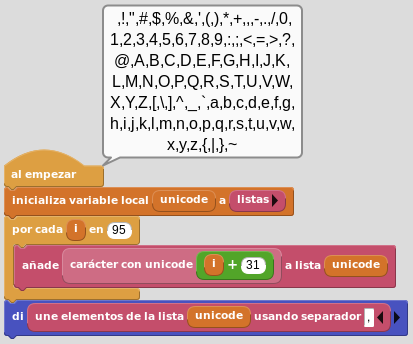 ,!,",#,$,%,&,',(,),*,+,,,-,.,/,0,
1,2,3,4,5,6,7,8,9,:,;,<,=,>,?,
@,A,B,C,D,E,F,G,H,I,J,K,
L,M,N,O,P,Q,R,S,T,U,V,W,
X,Y,Z,[,\,],^,_,`,a,b,c,d,e,f,g,
h,i,j,k,l,m,n,o,p,q,r,s,t,u,v,w,
x,y,z,{,|,},~
al empezar
inicializa variable local unicode a listas
por cada i en 95
añade carácter con unicode i + 31 a lista unicode
di une elementos de la lista unicode usando separador ,